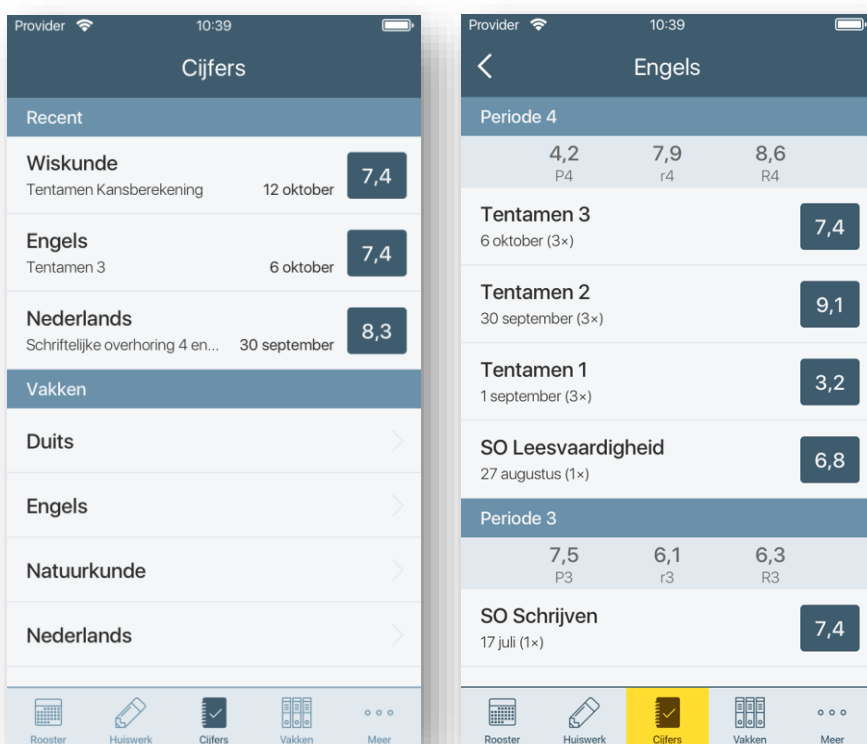 Provider 10:39
Cijfers
Recent
Wiskunde
Tentamen Kansberekening 12 oktober 7,4
Engels
Tentamen 3 6 oktober 7,4
Nederlands
Schriftelijke overhoring 4 en... 30 september 8,3
Vakken
Duits
Engels
Natuurkunde
Nederlands
Rooster Huiswerk Cijfers Vakken Meer
Provider 10:39
Engels
Periode 4
4,2 7,9 8,6
P4 r4 R4
Tentamen 3
6 oktober (3×) 7,4
Tentamen 2
30 september (3×) 9,1
Tentamen 1
1 september (3×) 3,2
SO Leesvaardigheid
27 augustus (1×) 6,8
Periode 3
7,5 6,1 6,3
P3 r3 R3
SO Schrijven
17 juli (1×) 7,4
Rooster Huiswerk Cijfers Vakken Meer